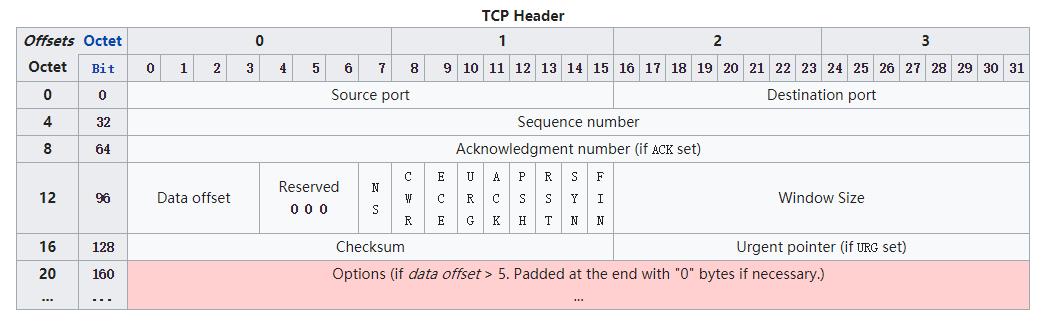 TCP Header
Offsets Octet 0 1 2 3
Octet Bit 0 1 2 3 4 5 6 7 8 9 10 11 12 13 14 15 16 17 18 19 20 21 22 23 24 25 26 27 28 29 30 31
0 0 Source port Destination port
4 32 Sequence number
8 64 Acknowledgment number (if ACK set)
12 96 Data offset Reserved 0 0 0 NS CWR ECE URG ACK PSH RST SYN FIN Window Size
16 128 Checksum Urgent pointer (if URG set)
20 160 Options (if data offset > 5. Padded at the end with "0" bytes if necessary.)
... ... ...